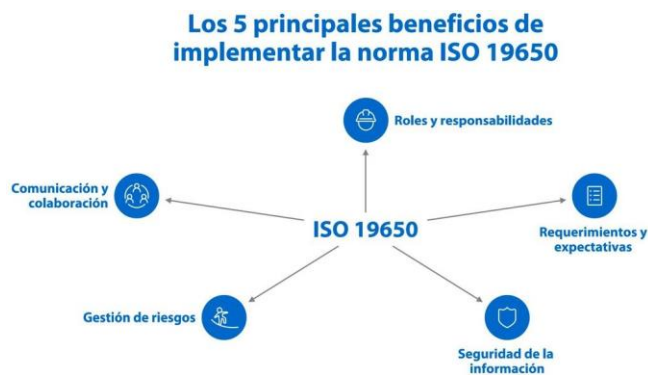 Los 5 principales beneficios de
implementar la norma ISO 19650
Roles y responsabilidades
Comunicación y
colaboración
ISO 19650
Requerimientos y
expectativas
Gestión de riesgos
Seguridad de la
información